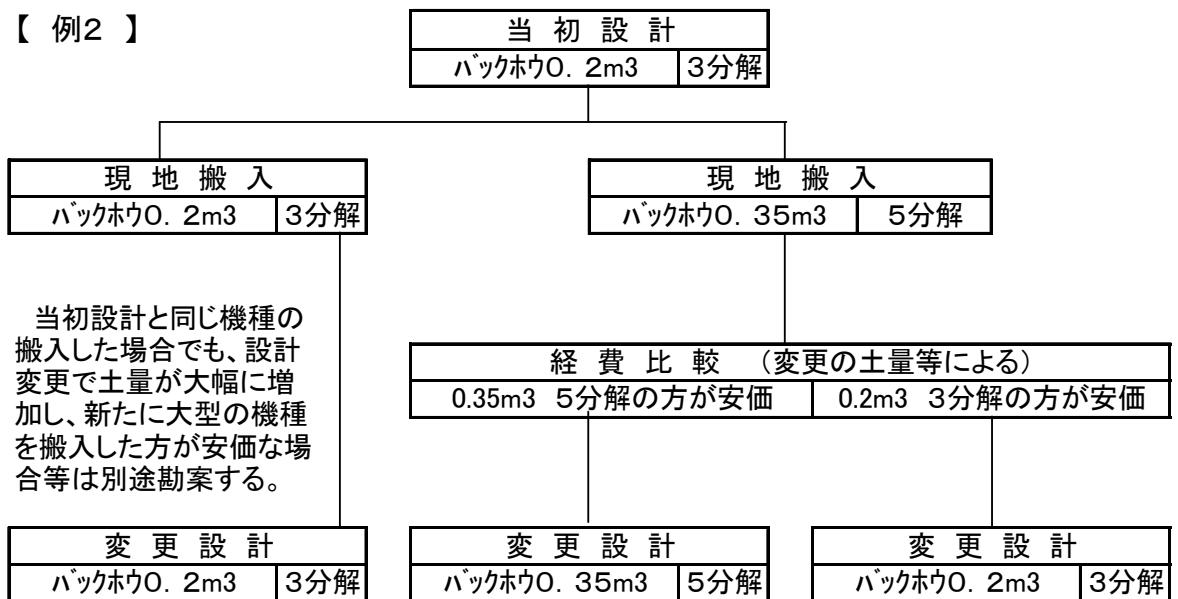 【 例2 】
当 初 設 計
バックホウ0．2m3 3分解
現 地 搬 入
バックホウ0．2m3 3分解
現 地 搬 入
バックホウ0．35m3 5分解
当初設計と同じ機種の
搬入した場合でも、設計
変更で土量が大幅に増
加し、新たに大型の機種
を搬入した方が安価な場
合等は別途勘案する。
経 費 比 較 （変更の土量等による）
0.35m3 5分解の方が安価 0.2m3 3分解の方が安価
変 更 設 計
バックホウ0．2m3 3分解
変 更 設 計
バックホウ0．35m3 5分解
変 更 設 計
バックホウ0．2m3 3分解